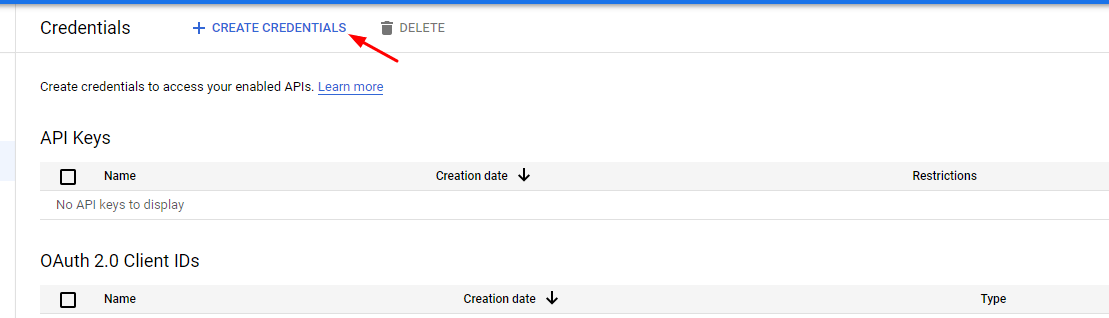 Credentials
CREATE CREDENTIALS
DELETE
Create credentials to access your enabled APIs. Learn more
API Keys
Name Creation date Restrictions
No API keys to display
OAuth 2.0 Client IDs
Name Creation date Type